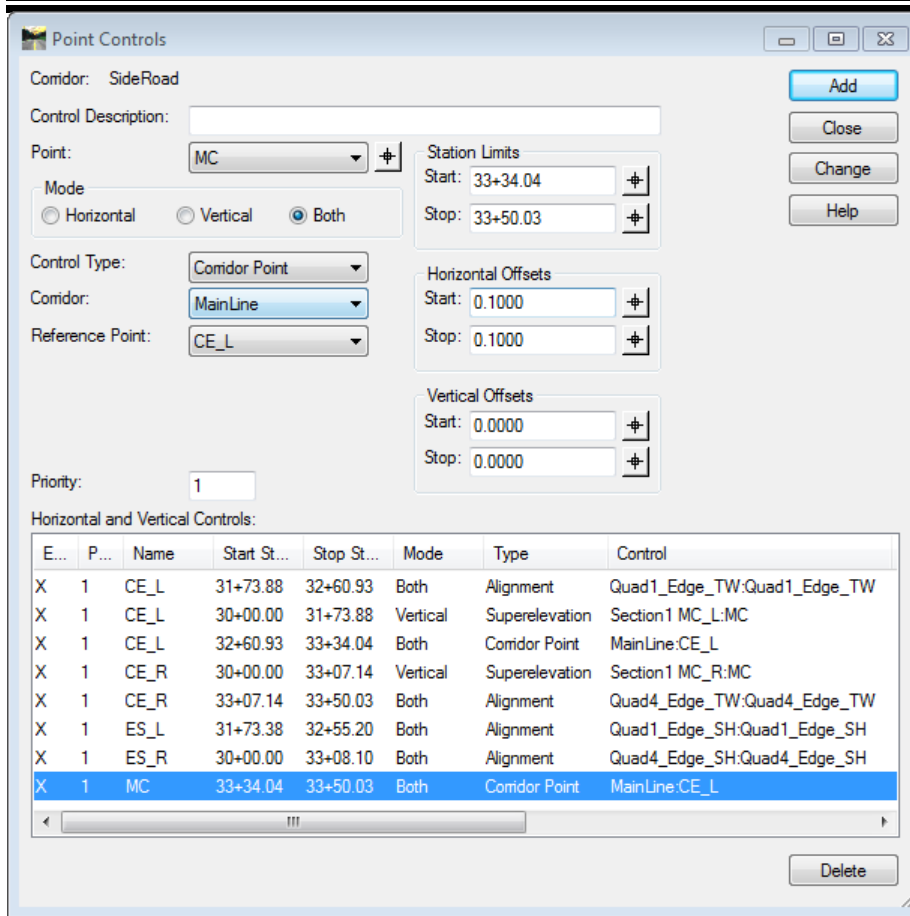 Point Controls
Corridor: SideRoad
Add
Control Description:
Close
Point: MC
Station Limits
Change
Mode
Start: 33+34.04
Horizontal Vertical Both
Stop: 33+50.03
Help
Control Type: Corridor Point
Horizontal Offsets
Corridor: MainLine
Start: 0.1000
Reference Point: CE_L
Stop: 0.1000
Vertical Offsets
Start: 0.0000
Stop: 0.0000
Priority: 1
Horizontal and Vertical Controls:
E... P... Name Start St... Stop St... Mode Type Control
X 1 CE_L 31+73.88 32+60.93 Both Alignment Quad1_Edge_TW:Quad1_Edge_TW
X 1 CE_L 30+00.00 31+73.88 Vertical Superelevation Section1 MC_L:MC
X 1 CE_L 32+60.93 33+34.04 Both Corridor Point MainLine:CE_L
X 1 CE_R 30+00.00 33+07.14 Vertical Superelevation Section1 MC_R:MC
X 1 CE_R 33+07.14 33+50.03 Both Alignment Quad4_Edge_TW:Quad4_Edge_TW
X 1 ES_L 31+73.38 32+55.20 Both Alignment Quad1_Edge_SH:Quad1_Edge_SH
X 1 ES_R 30+00.00 33+08.10 Both Alignment Quad4_Edge_SH:Quad4_Edge_SH
X 1 MC 33+34.04 33+50.03 Both Corridor Point MainLine:CE_L
Delete